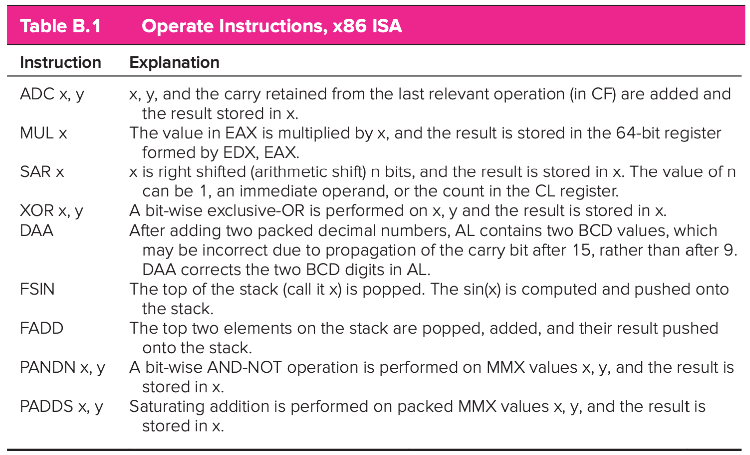 Table B.1 Operate Instructions, x86 ISA
Instruction Explanation
ADC x, y x, y, and the carry retained from the last relevant operation (in CF) are added and
the result stored in x.
MUL x The value in EAX is multiplied by x, and the result is stored in the 64-bit register
formed by EDX, EAX.
SAR x x is right shifted (arithmetic shift) n bits, and the result is stored in x. The value of n
can be 1, an immediate operand, or the count in the CL register.
XOR x, y A bit-wise exclusive-OR is performed on x, y and the result is stored in x.
DAA After adding two packed decimal numbers, AL contains two BCD values, which
may be incorrect due to propagation of the carry bit after 15, rather than after 9.
DAA corrects the two BCD digits in AL.
FSIN The top of the stack (call it x) is popped. The sin(x) is computed and pushed onto
the stack.
FADD The top two elements on the stack are popped, added, and their result pushed
onto the stack.
PANDN x, y A bit-wise AND-NOT operation is performed on MMX values x, y, and the result is
stored in x.
PADDS x, y Saturating addition is performed on packed MMX values x, y, and the result is
stored in x.